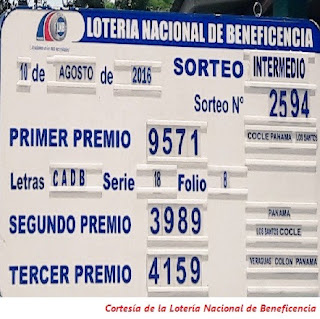 LOTERIA NACIONAL DE BENEFICENCIA
10 de AGOSTO de 2016 SORTEO INTERMEDIO
Sorteo Nº 2594
PRIMER PREMIO 9571 COCLE PANAMA LOS SANTOS
Letras CADB Serie 18 Folio 8
SEGUNDO PREMIO 3989 PANAMA
LOS SANTOS COCLE
TERCER PREMIO 4159 VERAGUAS COLON PANAMA
Cortesía de la Lotería Nacional de Beneficencia